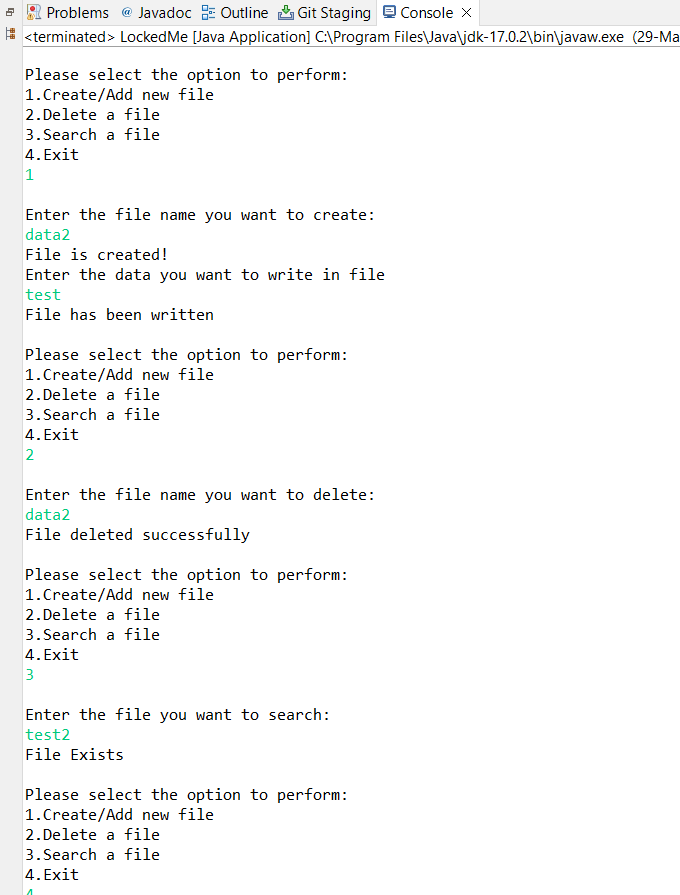 Problems @ Javadoc Outline Git Staging Console
<terminated> LockedMe [Java Application] C:\Program Files\Java\jdk-17.0.2\bin\javaw.exe (29-Ma
Please select the option to perform:
1.Create/Add new file
2.Delete a file
3.Search a file
4.Exit
1
Enter the file name you want to create:
data2
File is created!
Enter the data you want to write in file
test
File has been written
Please select the option to perform:
1.Create/Add new file
2.Delete a file
3.Search a file
4.Exit
2
Enter the file name you want to delete:
data2
File deleted successfully
Please select the option to perform:
1.Create/Add new file
2.Delete a file
3.Search a file
4.Exit
3
Enter the file you want to search:
test2
File Exists
Please select the option to perform:
1.Create/Add new file
2.Delete a file
3.Search a file
4.Exit
4